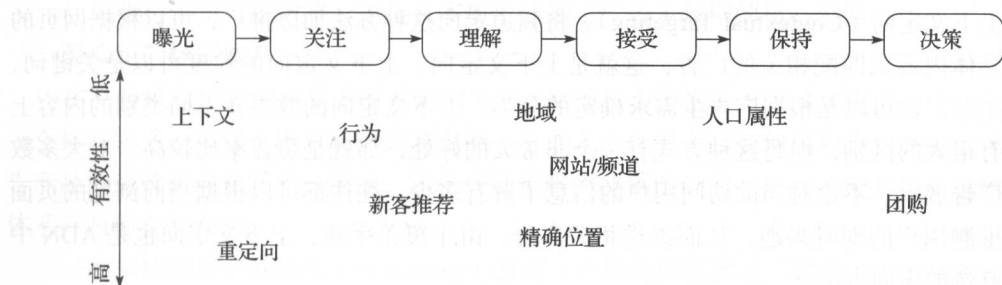 曝光 关注 理解 接受 保持 决策
低
有效性
高
上下文 地域 人口属性
行为
网站/频道
新客推荐 团购
重定向 精确位置